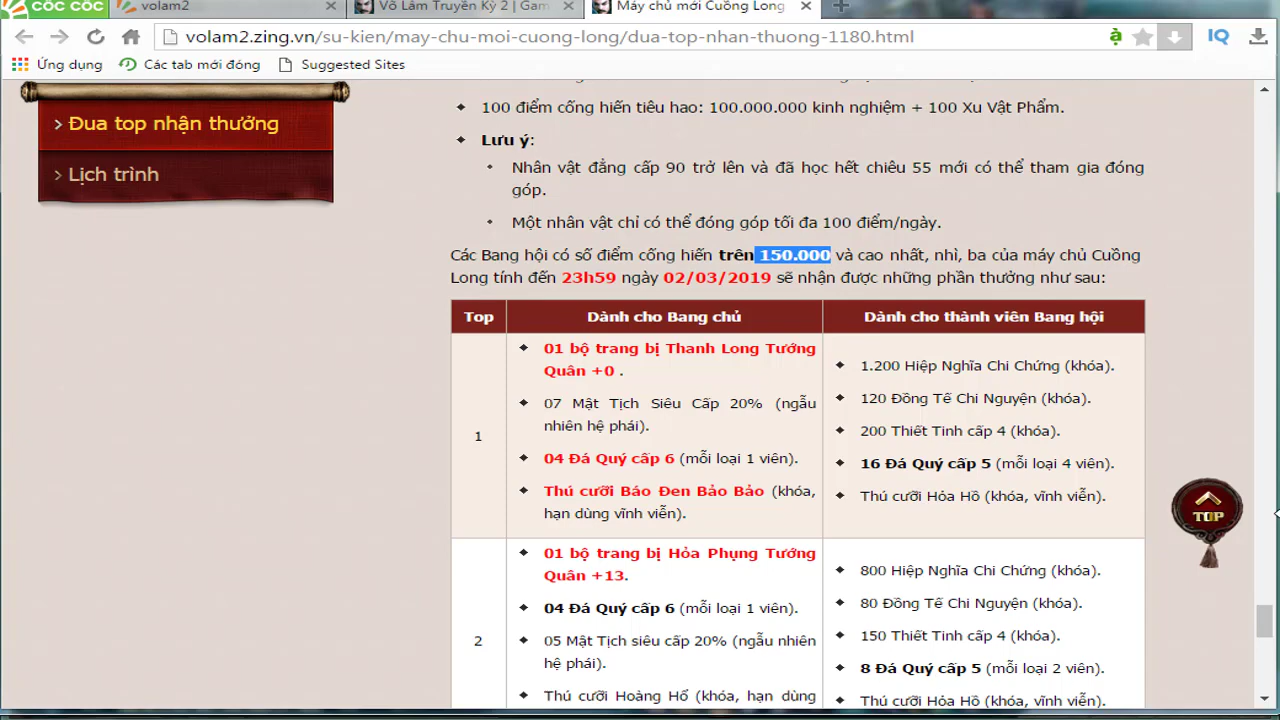 CỐC CỐC
volam2
Võ Lâm Truyền Kỳ 2 | Gam
Máy chủ mới Cuồng Long
volam2.zing.vn/su-kien/may-chu-moi-cuong-long/dua-top-nhan-thuong-1180.html
IQ
Ứng dụng
Các tab mới đóng
Suggested Sites
> Đua top nhận thưởng
> Lịch trình
100 điểm cống hiến tiêu hao: 100.000.000 kinh nghiệm + 100 Xu Vật Phẩm.
Lưu ý:
Nhân vật đẳng cấp 90 trở lên và đã học hết chiêu 55 mới có thể tham gia đóng
góp.
Một nhân vật chỉ có thể đóng góp tối đa 100 điểm/ngày.
Các Bang hội có số điểm cống hiến trên 150.000 và cao nhất, nhì, ba của máy chủ Cuồng
Long tính đến 23h59 ngày 02/03/2019 sẽ nhận được những phần thưởng như sau:
Top
Dành cho Bang chủ
Dành cho thành viên Bang hội
1
01 bộ trang bị Thanh Long Tướng
Quân +0 .
07 Mật Tịch Siêu Cấp 20% (ngẫu
nhiên hệ phái).
04 Đá Quý cấp 6 (mỗi loại 1 viên).
Thú cưỡi Báo Đen Bảo Bảo (khóa,
hạn dùng vĩnh viễn).
1.200 Hiệp Nghĩa Chi Chứng (khóa).
120 Đồng Tế Chi Nguyện (khóa).
200 Thiết Tinh cấp 4 (khóa).
16 Đá Quý cấp 5 (mỗi loại 4 viên).
Thú cưỡi Hỏa Hồ (khóa, vĩnh viễn).
TOP
2
01 bộ trang bị Hỏa Phụng Tướng
Quân +13.
04 Đá Quý cấp 6 (mỗi loại 1 viên).
05 Mật Tịch siêu cấp 20% (ngẫu nhiên
hệ phái).
Thú cưỡi Hoàng Hổ (khóa, hạn dùng
800 Hiệp Nghĩa Chi Chứng (khóa).
80 Đồng Tế Chi Nguyện (khóa).
150 Thiết Tinh cấp 4 (khóa).
8 Đá Quý cấp 5 (mỗi loại 2 viên).
Thú cưỡi Hỏa Hồ (khóa, vĩnh viễn).